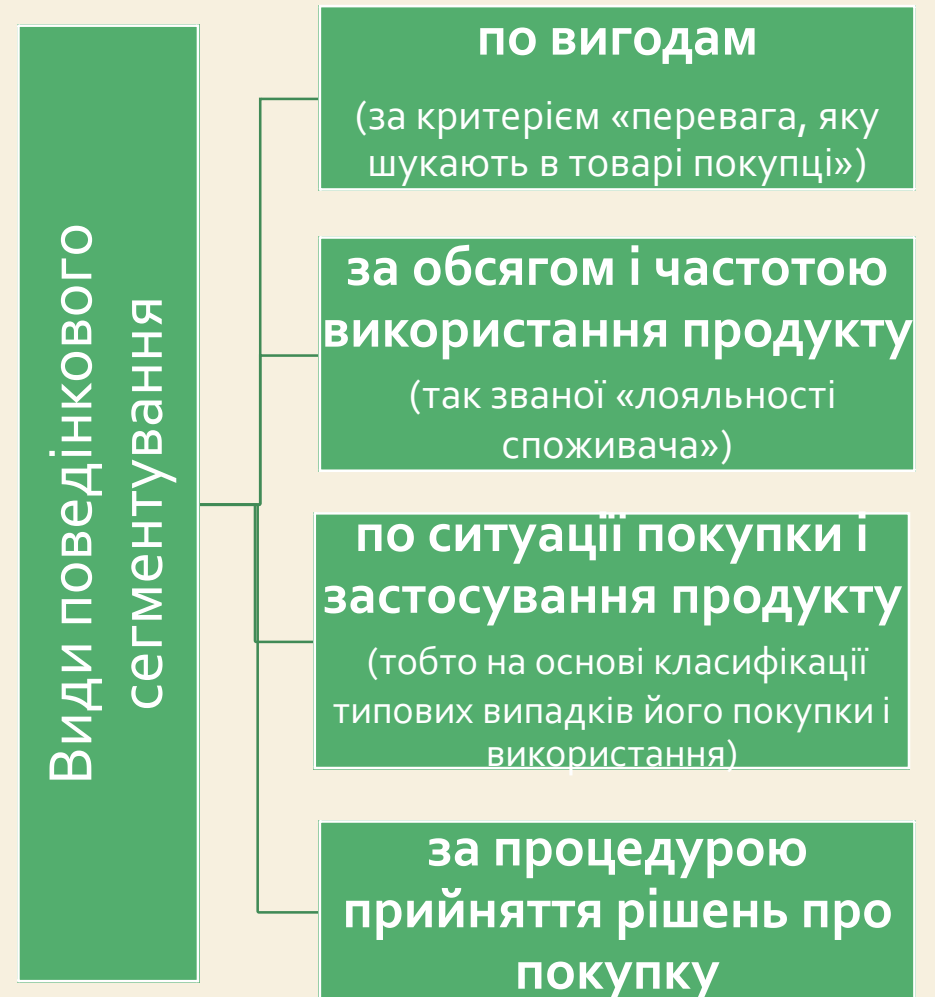 Види поведінкового
сегментування
по вигодам
(за критерієм «перевага, яку
шукають в товарі покупці»)
за обсягом і частотою
використання продукту
(так званої «лояльності
споживача»)
по ситуації покупки і
застосування продукту
(тобто на основі класифікації
типових випадків його покупки і
використання)
за процедурою
прийняття рішень про
покупку